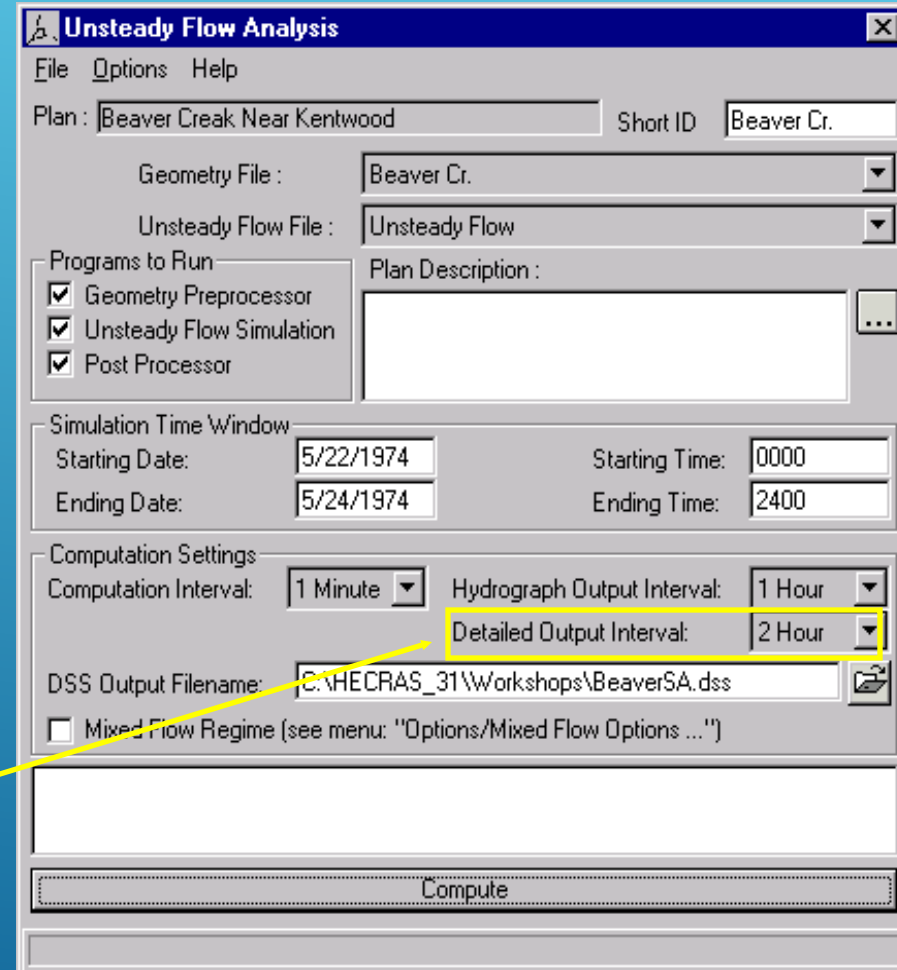 Unsteady Flow Analysis
File Options Help
Plan : Beaver Creak Near Kentwood Short ID Beaver Cr.
Geometry File : Beaver Cr.
Unsteady Flow File : Unsteady Flow
Programs to Run
Geometry Preprocessor
Unsteady Flow Simulation
Post Processor
Plan Description :
...
Simulation Time Window
Starting Date: 5/22/1974 Starting Time: 0000
Ending Date: 5/24/1974 Ending Time: 2400
Computation Settings
Computation Interval: 1 Minute Hydrograph Output Interval: 1 Hour
Detailed Output Interval: 2 Hour
DSS Output Filename: C:\HECRAS_31\Workshops\BeaverSA.dss
Mixed Flow Regime (see menu: "Options/Mixed Flow Options ...")
Compute